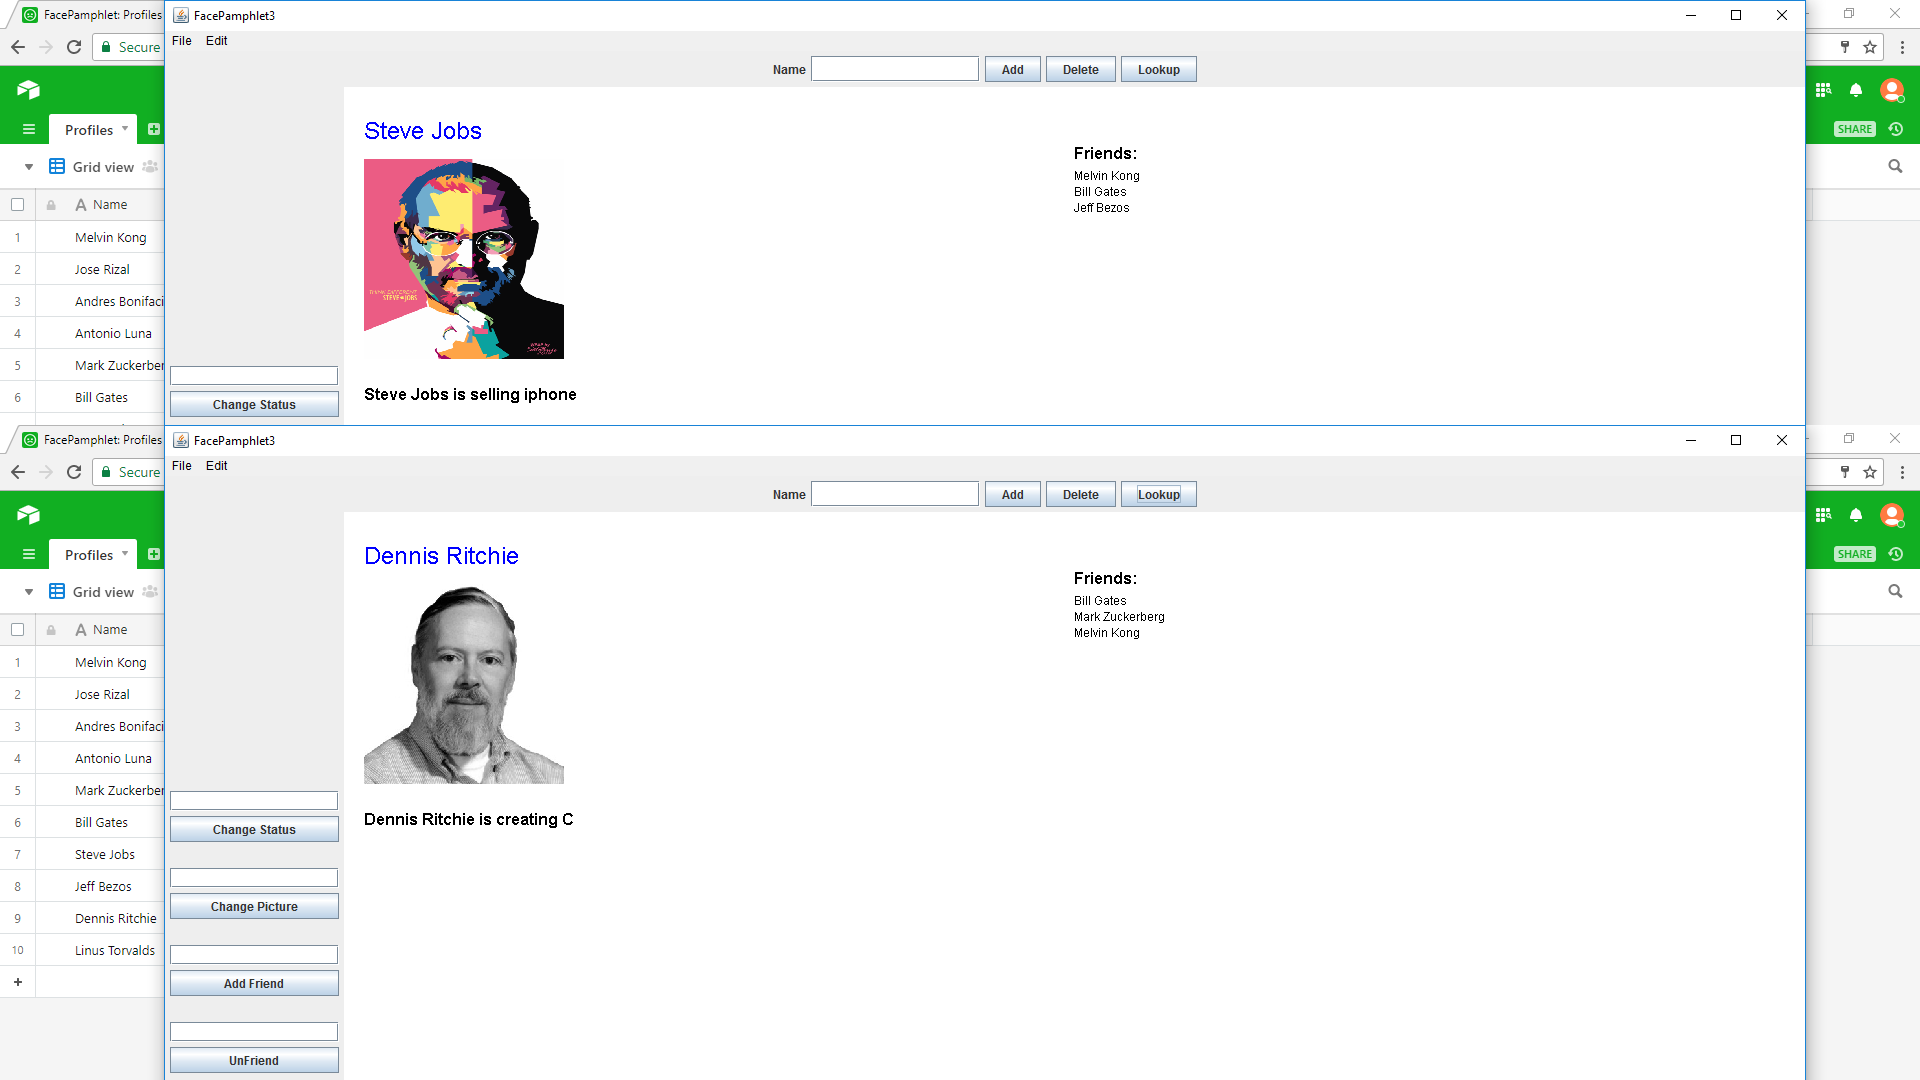 FacePamphlet: Profiles
FacePamphlet3
File Edit
Secure
Name Add Delete Lookup
Profiles
SHARE
Grid view
Name
1 Melvin Kong
2 Jose Rizal
3 Andres Bonifaci
4 Antonio Luna
5 Mark Zuckerber
6 Bill Gates
Steve Jobs
THINK DIFFERENT
STEVE JOBS
Friends:
Melvin Kong
Bill Gates
Jeff Bezos
Steve Jobs is selling iphone
Change Status
FacePamphlet: Profiles
FacePamphlet3
File Edit
Secure
Name Add Delete Lookup
Profiles
SHARE
Grid view
Name
1 Melvin Kong
2 Jose Rizal
3 Andres Bonifaci
4 Antonio Luna
5 Mark Zuckerber
6 Bill Gates
7 Steve Jobs
8 Jeff Bezos
9 Dennis Ritchie
10 Linus Torvalds
+
Dennis Ritchie
Friends:
Bill Gates
Mark Zuckerberg
Melvin Kong
Dennis Ritchie is creating C
Change Status
Change Picture
Add Friend
UnFriend